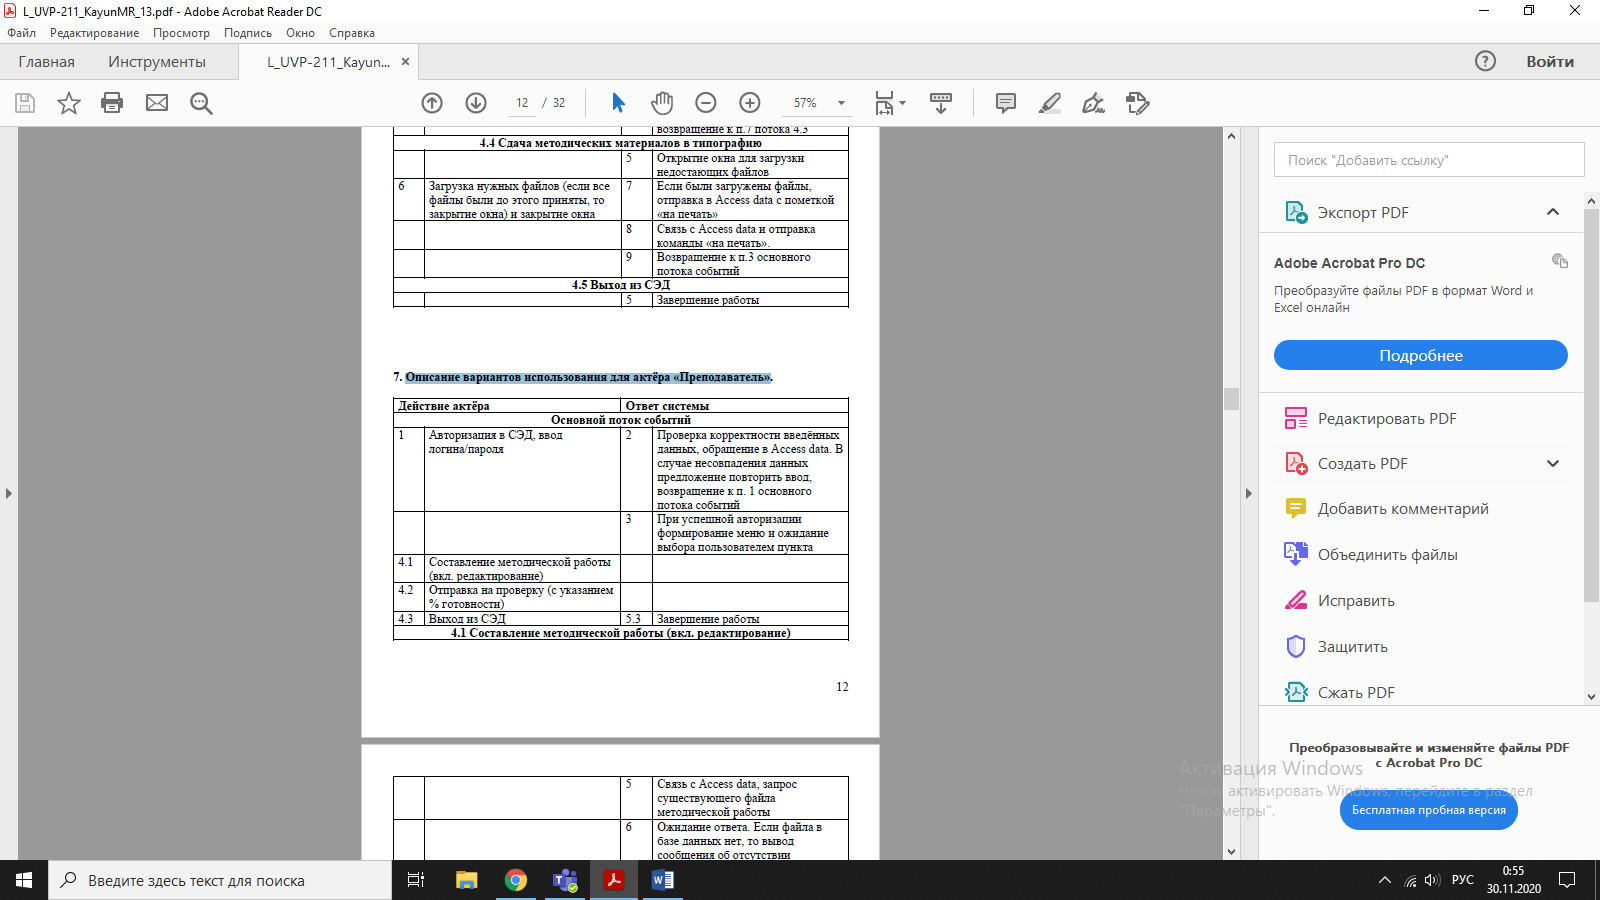 L_UVP-211_KayunMR_13.pdf - Adobe Acrobat Reader DC
Файл Редактирование Просмотр Подпись Окно Справка
Главная Инструменты L_UVP-211_Kayun... ×
? Войти
12 / 32 57%
возвращение к п.7 потока 4.3
4.4 Сдача методических материалов в типографию
5 Открытие окна для загрузки
недостающих файлов
6 Загрузка нужных файлов (если все
файлы были до этого приняты, то
закрытие окна) и закрытие окна
7 Если были загружены файлы,
отправка в Access data с пометкой
«на печать»
8 Связь с Access data и отправка
команды «на печать».
9 Возвращение к п.3 основного
потока событий
4.5 Выход из СЭД
5 Завершение работы
7. Описание вариантов использования для актёра «Преподаватель».
Действие актёра Ответ системы
Основной поток событий
1 Авторизация в СЭД, ввод
логина/пароля
2 Проверка корректности введённых
данных, обращение в Access data. В
случае несовпадения данных
предложение повторить ввод,
возвращение к п. 1 основного
потока событий
3 При успешной авторизации
формирование меню и ожидание
выбора пользователем пункта
4.1 Составление методической работы
(вкл. редактирование)
4.2 Отправка на проверку (с указанием
% готовности)
4.3 Выход из СЭД 5.3 Завершение работы
4.1 Составление методической работы (вкл. редактирование)
12
5 Связь с Access data, запрос
существующего файла
методической работы
6 Ожидание ответа. Если файла в
базе данных нет, то вывод
сообщения об отсутствии
Поиск "Добавить ссылку"
Экспорт PDF
Adobe Acrobat Pro DC
Преобразуйте файлы PDF в формат Word и
Excel онлайн
Подробнее
Редактировать PDF
Создать PDF
Добавить комментарий
Объединить файлы
Исправить
Защитить
Сжать PDF
Преобразовывайте и изменяйте файлы PDF
с Acrobat Pro DC
Бесплатная пробная версия
Активация Windows
Чтобы активировать Windows, перейдите в раздел
"Параметры".
Введите здесь текст для поиска
РУС
0:55
30.11.2020